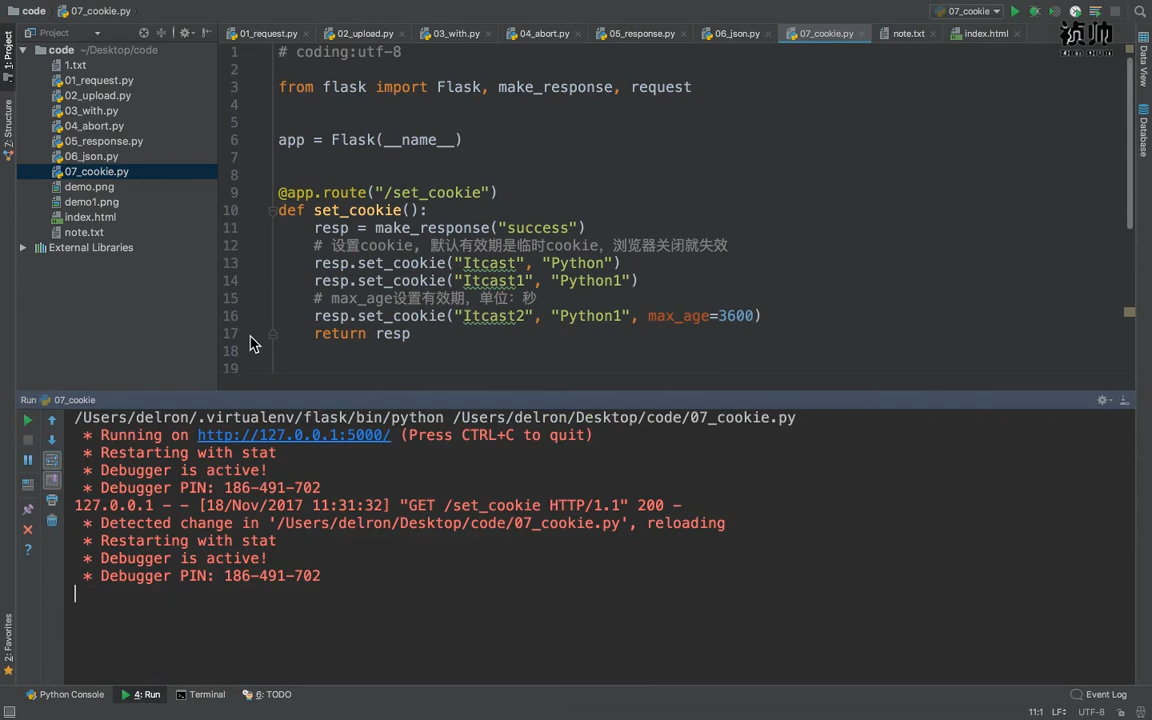 code 07_cookie.py
07_cookie
Project
01_request.py 02_upload.py 03_with.py 04_abort.py 05_response.py 06_json.py 07_cookie.py note.txt index.html
code ~/Desktop/code
1.txt
01_request.py
02_upload.py
03_with.py
04_abort.py
05_response.py
06_json.py
07_cookie.py
demo.png
demo1.png
index.html
note.txt
External Libraries
1: Project
Z: Structure
2: Favorites
Data View
Database
1 # coding:utf-8
2
3 from flask import Flask, make_response, request
4
5
6 app = Flask(__name__)
7
8
9 @app.route("/set_cookie")
10 def set_cookie():
11 resp = make_response("success")
12 # 设置cookie, 默认有效期是临时cookie,浏览器关闭就失效
13 resp.set_cookie("Itcast", "Python")
14 resp.set_cookie("Itcast1", "Python1")
15 # max_age设置有效期,单位:秒
16 resp.set_cookie("Itcast2", "Python1", max_age=3600)
17 return resp
18
19
Run 07_cookie
/Users/delron/.virtualenv/flask/bin/python /Users/delron/Desktop/code/07_cookie.py
* Running on http://127.0.0.1:5000/ (Press CTRL+C to quit)
* Restarting with stat
* Debugger is active!
* Debugger PIN: 186-491-702
127.0.0.1 - - [18/Nov/2017 11:31:32] "GET /set_cookie HTTP/1.1" 200 -
* Detected change in '/Users/delron/Desktop/code/07_cookie.py', reloading
* Restarting with stat
* Debugger is active!
* Debugger PIN: 186-491-702
Python Console 4: Run Terminal 6: TODO Event Log
11:1 LF÷ UTF-8